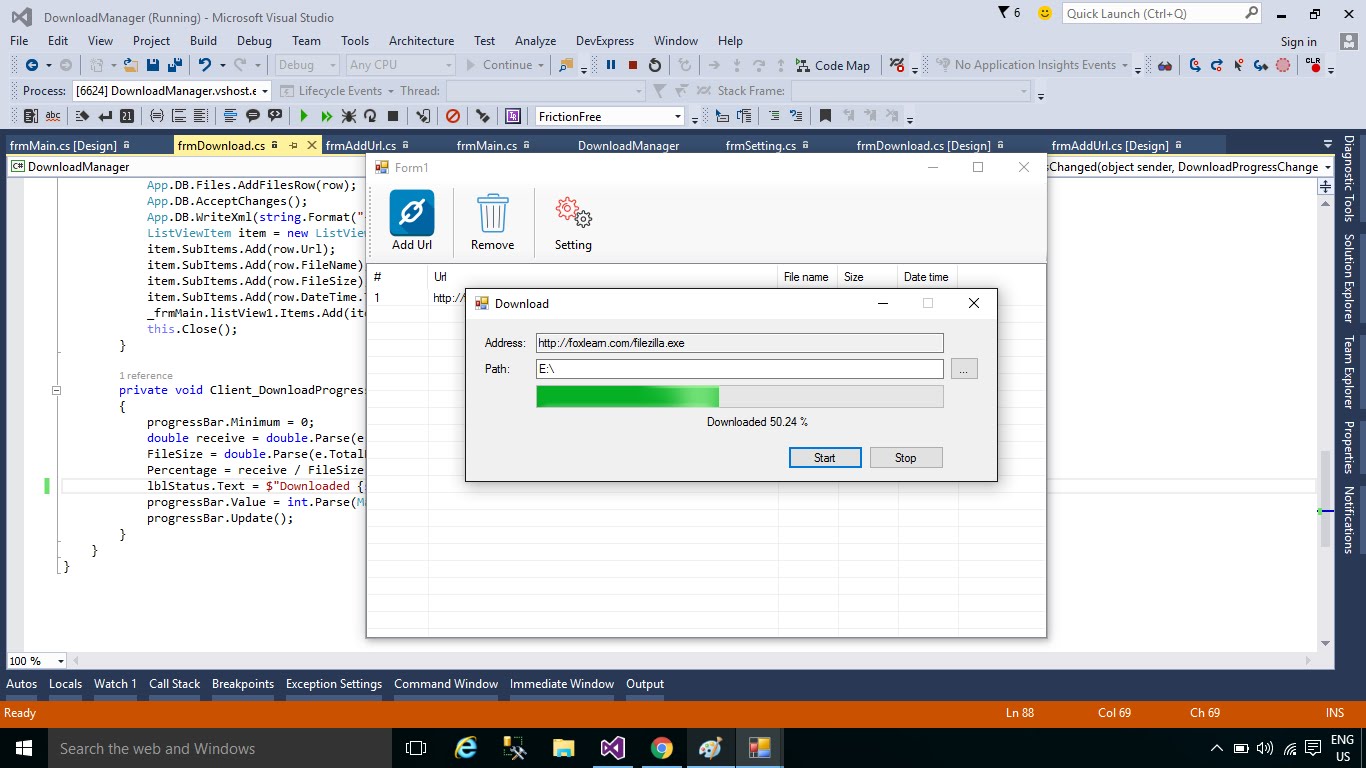 DownloadManager (Running) - Microsoft Visual Studio
6
Quick Launch (Ctrl+Q)
File Edit View Project Build Debug Team Tools Architecture Test Analyze DevExpress Window Help
Sign in
Debug Any CPU Continue Code Map No Application Insights Events CLR
Process: [6624] DownloadManager.vshost.e Lifecycle Events Thread: Stack Frame:
abc 21 FrictionFree
frmMain.cs [Design] frmDownload.cs frmAddUrl.cs frmMain.cs DownloadManager frmSetting.cs frmDownload.cs [Design] frmAddUrl.cs [Design]
C# DownloadManager
sChanged(object sender, DownloadProgressChange
App.DB.Files.AddFilesRow(row);
App.DB.AcceptChanges();
App.DB.WriteXml(string.Format("
ListViewItem item = new ListView
item.SubItems.Add(row.Url);
item.SubItems.Add(row.FileName)
item.SubItems.Add(row.FileSize)
item.SubItems.Add(row.DateTime.
_frmMain.listView1.Items.Add(ite
this.Close();
}
1 reference
private void Client_DownloadProgres
{
progressBar.Minimum = 0;
double receive = double.Parse(e
FileSize = double.Parse(e.Total
Percentage = receive / FileSize
lblStatus.Text = $"Downloaded {
progressBar.Value = int.Parse(M
progressBar.Update();
}
}
}
Form1
Add Url Remove Setting
# Url File name Size Date time
1 http://
Download
Address: http://foxlearn.com/filezilla.exe
Path: E:\ ...
Downloaded 50.24 %
Start Stop
Diagnostic Tools
Solution Explorer
Team Explorer
Properties
Notifications
100 %
Autos Locals Watch 1 Call Stack Breakpoints Exception Settings Command Window Immediate Window Output
Ready Ln 88 Col 69 Ch 69 INS
Search the web and Windows
ENG
US